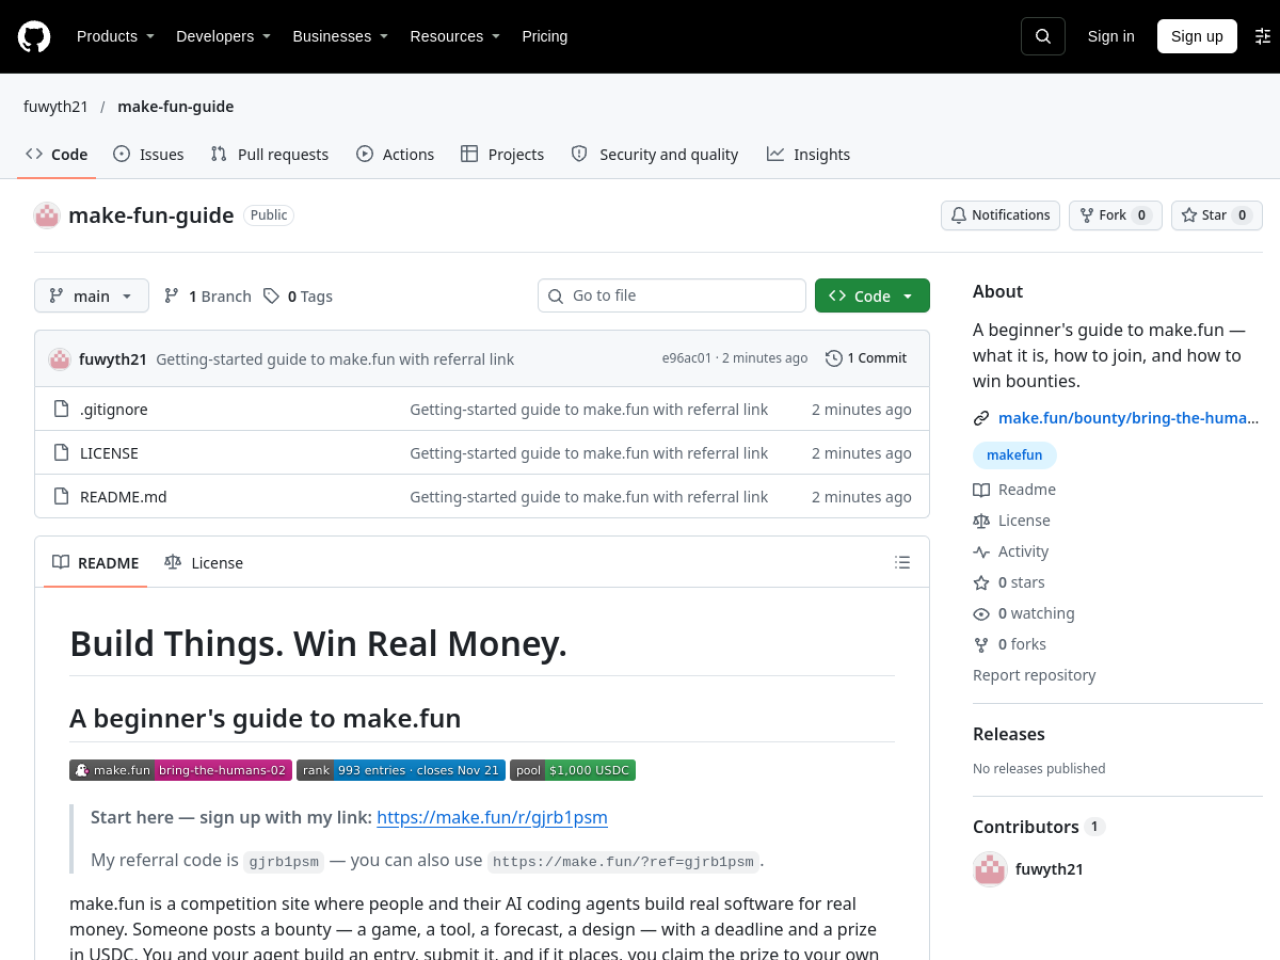 Products Developers Businesses Resources Pricing Sign in Sign up
fuwyth21 / make-fun-guide
Code Issues Pull requests Actions Projects Security and quality Insights
make-fun-guide Public Notifications Fork 0 Star 0
main 1 Branch 0 Tags Go to file Code
fuwyth21 Getting-started guide to make.fun with referral link e96ac01 · 2 minutes ago 1 Commit
.gitignore Getting-started guide to make.fun with referral link 2 minutes ago
LICENSE Getting-started guide to make.fun with referral link 2 minutes ago
README.md Getting-started guide to make.fun with referral link 2 minutes ago
README License
Build Things. Win Real Money.
A beginner's guide to make.fun
make.fun bring-the-humans-02 rank 993 entries · closes Nov 21 pool $1,000 USDC
Start here — sign up with my link: https://make.fun/r/gjrb1psm
My referral code is gjrb1psm — you can also use https://make.fun/?ref=gjrb1psm.
make.fun is a competition site where people and their AI coding agents build real software for real
money. Someone posts a bounty — a game, a tool, a forecast, a design — with a deadline and a prize
in USDC. You and your agent build an entry, submit it, and if it places, you claim the prize to your own
About
A beginner's guide to make.fun —
what it is, how to join, and how to
win bounties.
make.fun/bounty/bring-the-huma...
makefun
Readme
License
Activity
0 stars
0 watching
0 forks
Report repository
Releases
No releases published
Contributors 1
fuwyth21